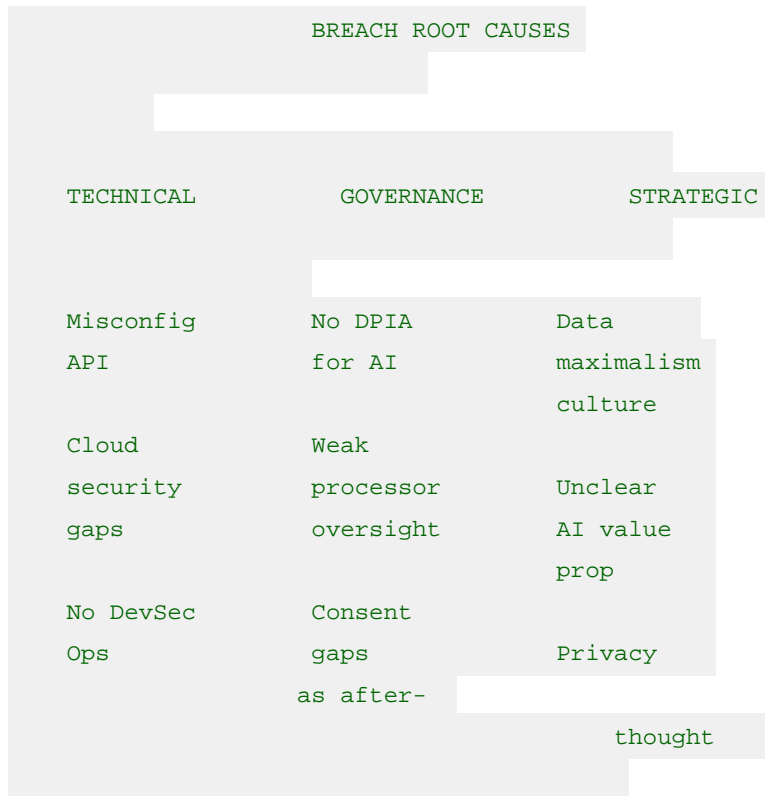 BREACH ROOT CAUSES
TECHNICAL GOVERNANCE STRATEGIC
Misconfig No DPIA Data
API for AI maximalism
culture
Cloud Weak
security processor Unclear
gaps oversight AI value
prop
No DevSec Consent
Ops gaps Privacy
as after-
thought